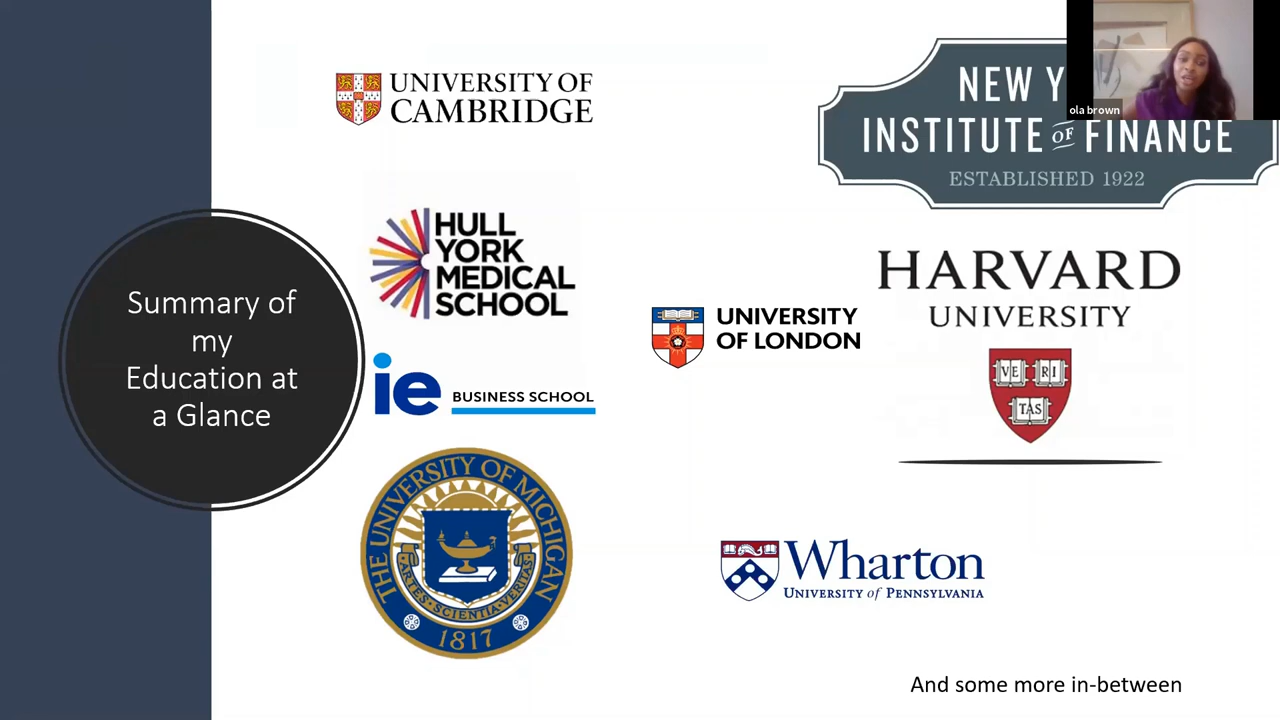 UNIVERSITY OF
CAMBRIDGE
NEW Y
INSTITUTE OF FINANCE
ESTABLISHED 1922
ola brown
HULL
YORK
MEDICAL
SCHOOL
HARVARD
UNIVERSITY
VE RI
TAS
Summary of
my
Education at
a Glance
UNIVERSITY
OF LONDON
ie BUSINESS SCHOOL
THE UNIVERSITY OF MICHIGAN
ARTES · SCIENTIA · VERITAS
1817
Wharton
UNIVERSITY of PENNSYLVANIA
And some more in-between